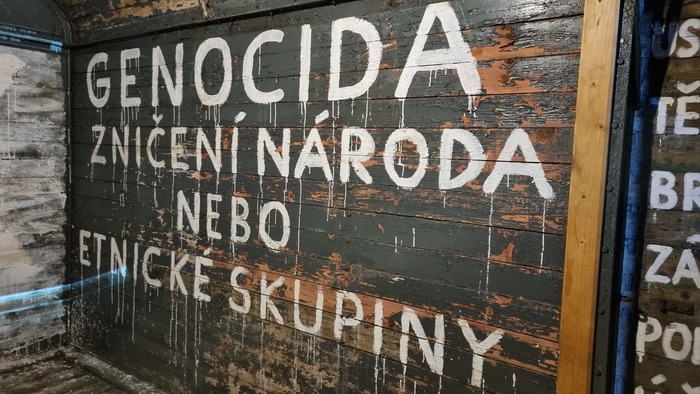 GENOCIDA
ZNIČENÍ NÁRODA
NEBO
ETNICKÉ SKUPINY